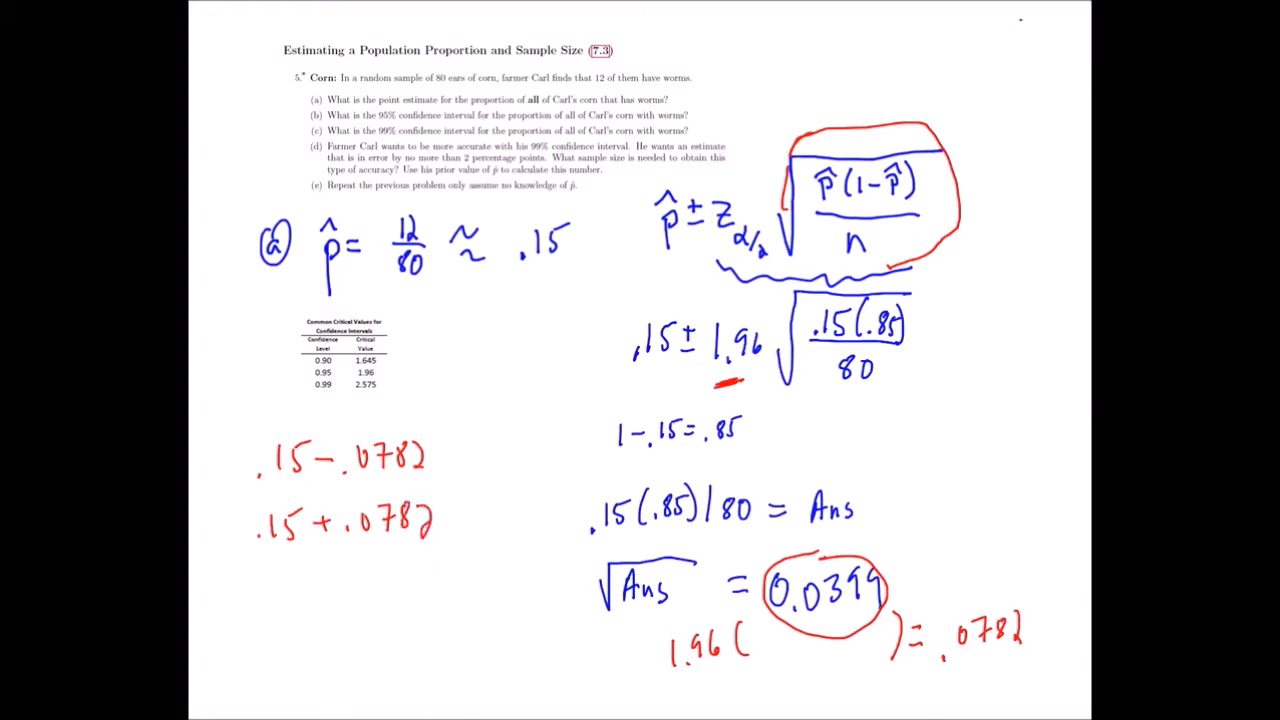 Estimating a Population Proportion and Sample Size (7.3)
5.* Corn: In a random sample of 80 ears of corn, farmer Carl finds that 12 of them have worms.
(a) What is the point estimate for the proportion of all of Carl's corn that has worms?
(b) What is the 95% confidence interval for the proportion of all of Carl's corn with worms?
(c) What is the 99% confidence interval for the proportion of all of Carl's corn with worms?
(d) Farmer Carl wants to be more accurate with his 99% confidence interval. He wants an estimate
that is in error by no more than 2 percentage points. What sample size is needed to obtain this
type of accuracy? Use his prior value of p̂ to calculate this number.
(e) Repeat the previous problem only assume no knowledge of p̂.
(a) p̂ = 12/80 ≈ .15
p̂ ± z α/2 √ p̂(1-p̂) / n
Common Critical Values for
Confidence Intervals
Confidence Critical
Level Value
0.90 1.645
0.95 1.96
0.99 2.575
.15 ± 1.96 √ .15(.85) / 80
1-.15=.85
.15 - .0782
.15 + .0782
.15(.85)/80 = Ans
√Ans = 0.0399
1.96( ) = .0782